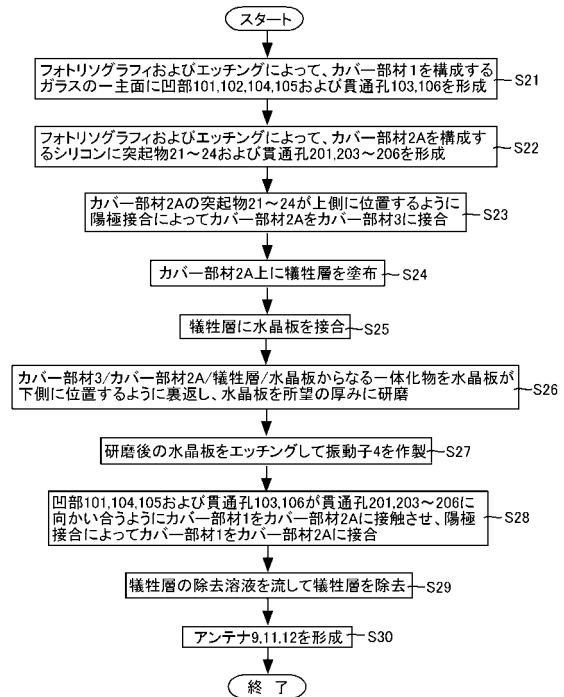 スタート
フォトリソグラフィおよびエッチングによって、カバー部材1を構成する
ガラスの一主面に凹部101,102,104,105および貫通孔103,106を形成
S21
フォトリソグラフィおよびエッチングによって、カバー部材2Aを構成す
るシリコンに突起物21～24および貫通孔201,203～206を形成
S22
カバー部材2Aの突起物21～24が上側に位置するように
陽極接合によってカバー部材2Aをカバー部材3に接合
S23
カバー部材2A上に犠牲層を塗布
S24
犠牲層に水晶板を接合
S25
カバー部材3/カバー部材2A/犠牲層/水晶板からなる一体化物を水晶板が
下側に位置するように裏返し、水晶板を所望の厚みに研磨
S26
研磨後の水晶板をエッチングして振動子4を作製
S27
凹部101,104,105および貫通孔103,106が貫通孔201,203～206に
向かい合うようにカバー部材1をカバー部材2Aに接触させ、陽極
接合によってカバー部材1をカバー部材2Aに接合
S28
犠牲層の除去溶液を流して犠牲層を除去
S29
アンテナ9,11,12を形成
S30
終 了